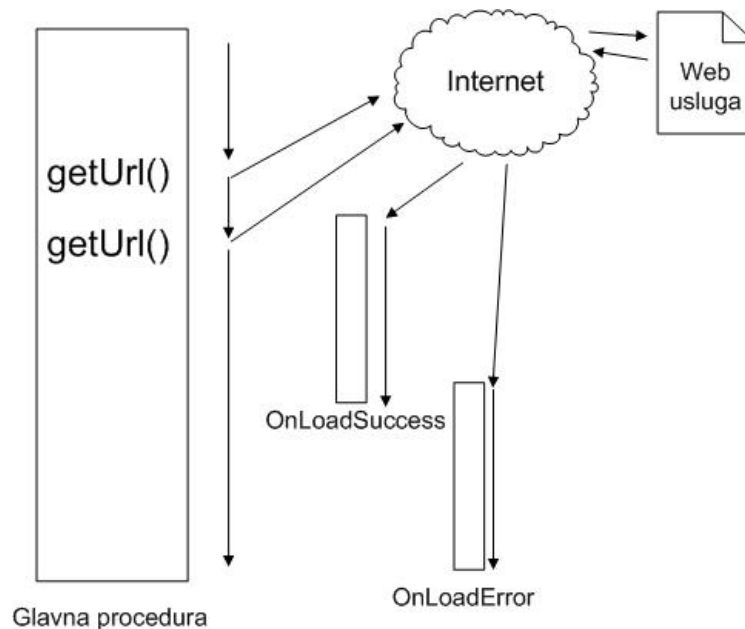 Internet
Web
usluga
getUrl()
getUrl()
OnLoadSuccess
OnLoadError
Glavna procedura